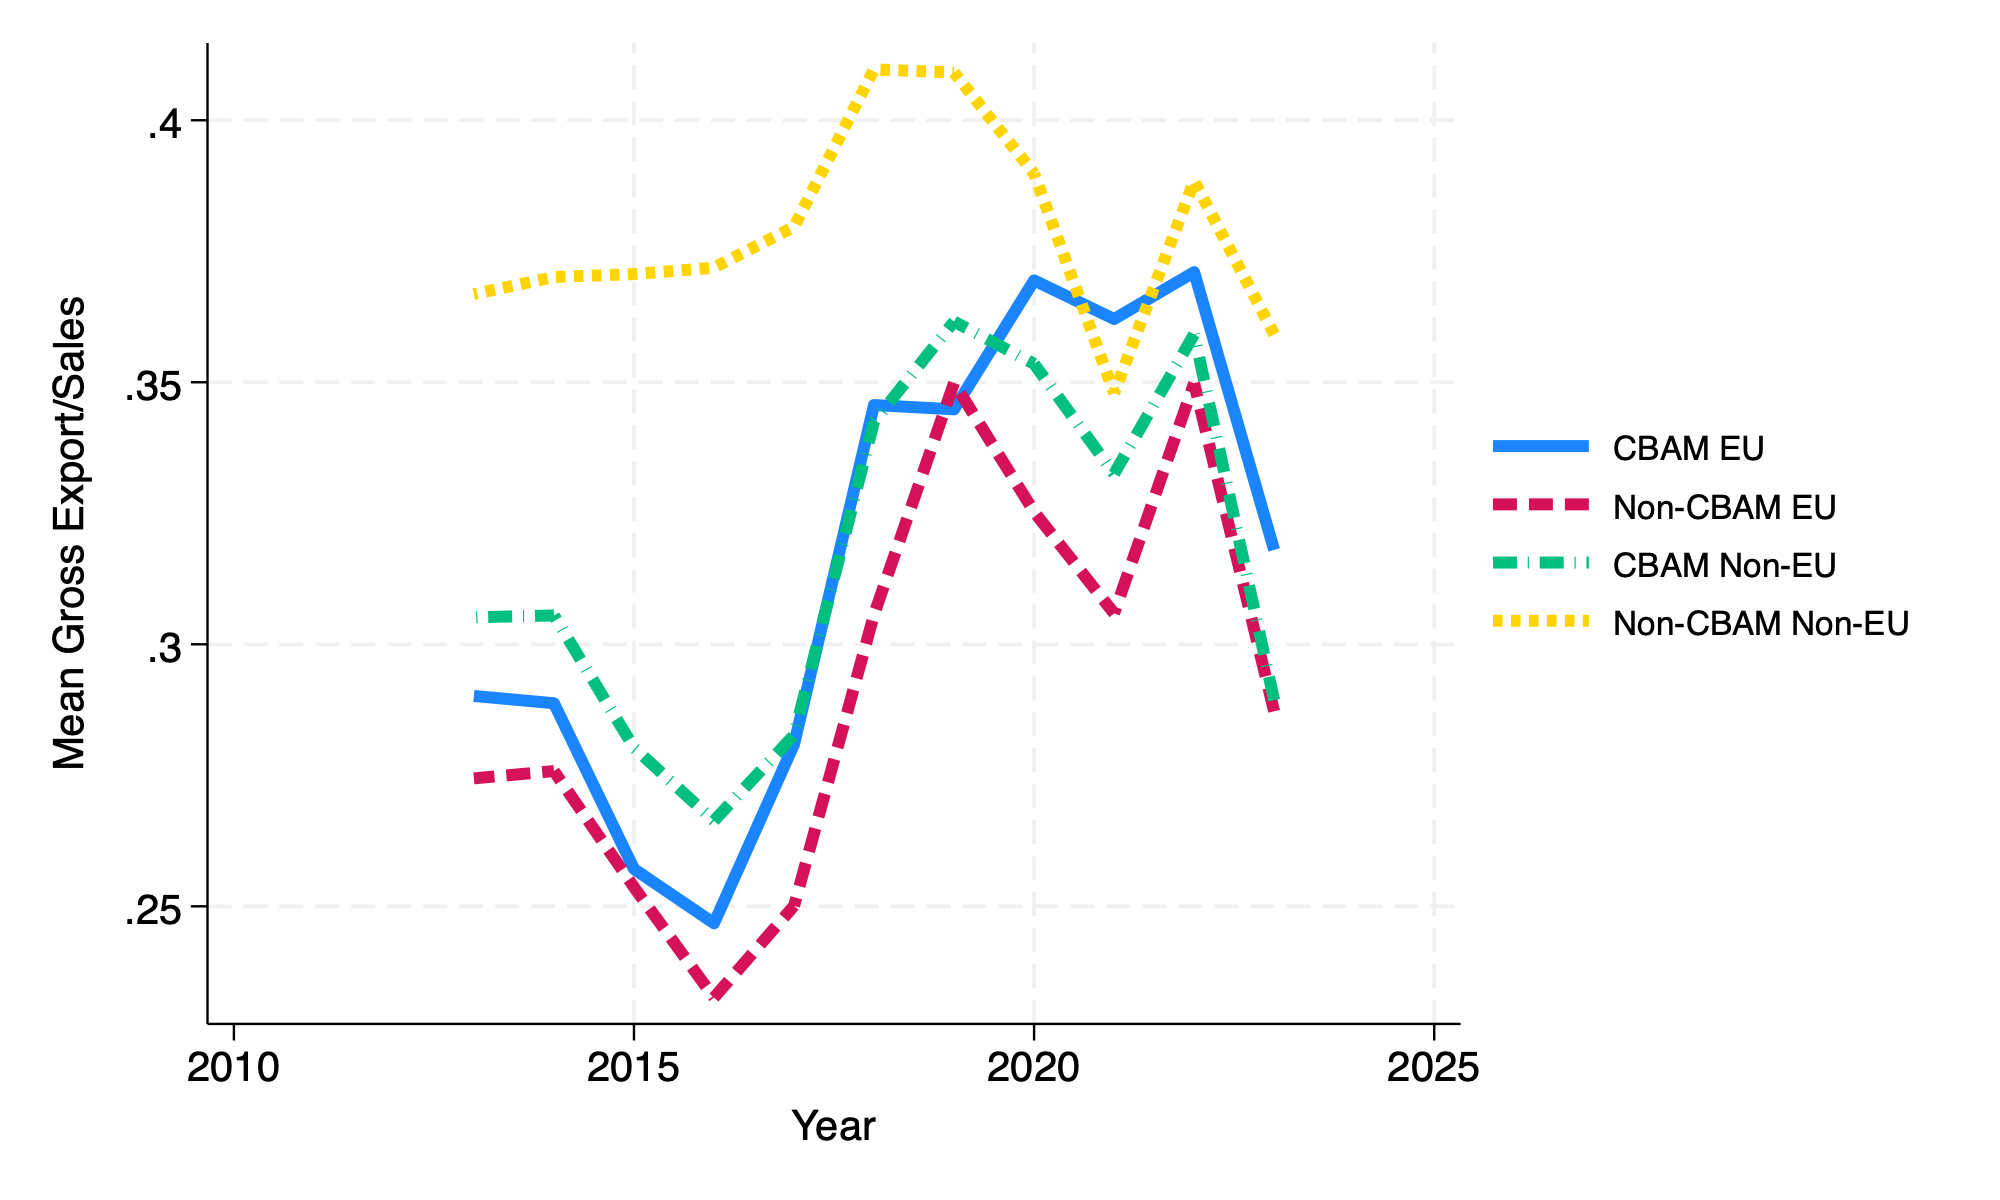 Mean Gross Export/Sales
.4
.35
.3
.25
2010
2015
2020
2025
Year
CBAM EU
Non-CBAM EU
CBAM Non-EU
Non-CBAM Non-EU